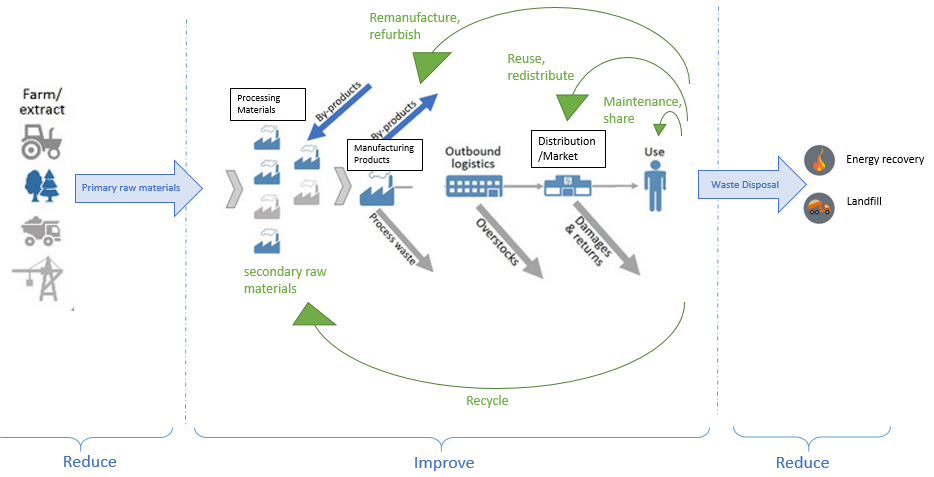 Remanufacture,
refurbish
Reuse,
redistribute
Maintenance,
share
Farm/
extract
Processing
Materials
By-products
By-products
Manufacturing
Products
Outbound
logistics
Distribution
/Market
Use
Primary raw materials
Waste Disposal
Energy recovery
Landfill
S
Process waste
Overstocks
Damages
& returns
secondary raw
materials
Recycle
Reduce
Improve
Reduce